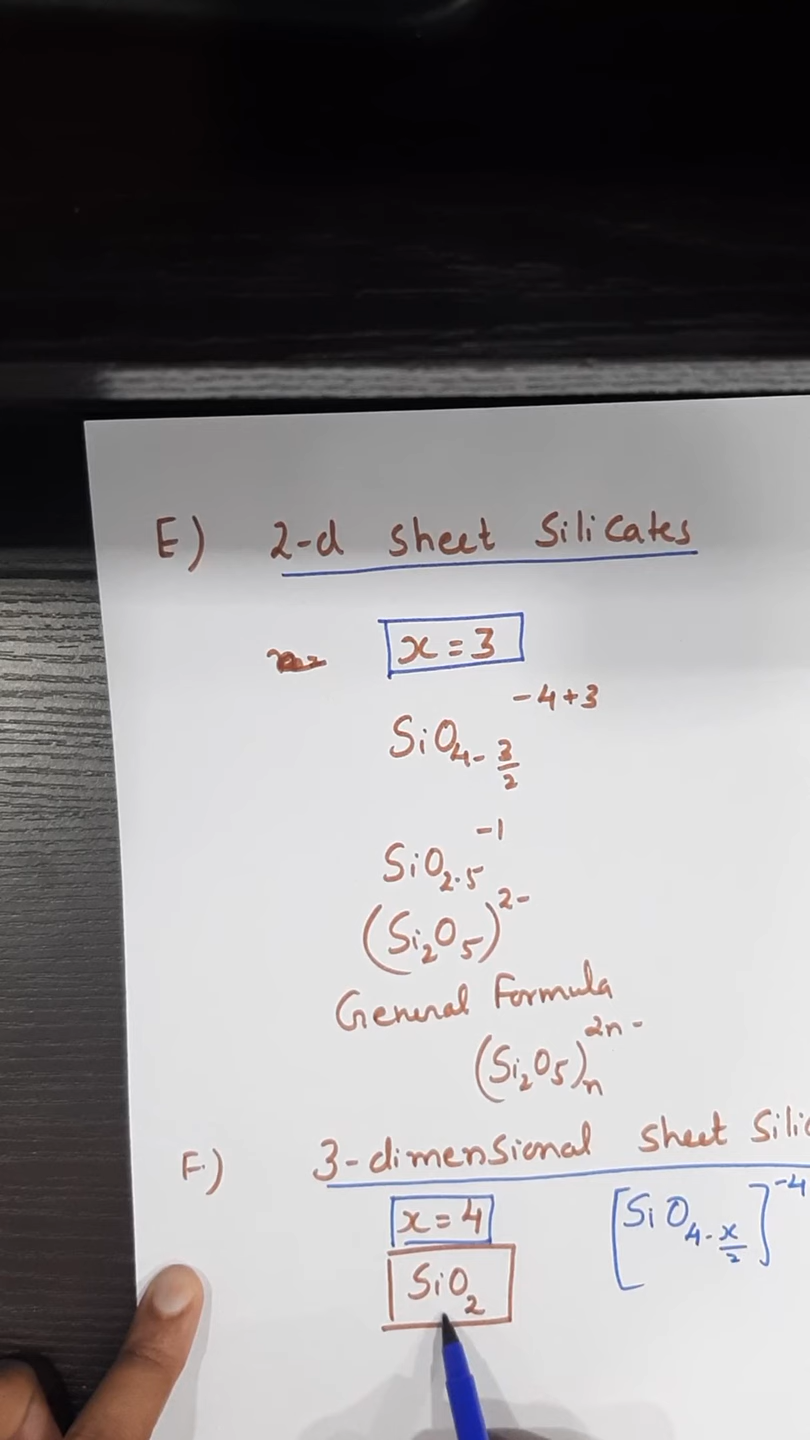 E) 2-d sheet Silicates
x = 3
SiO₄₋₃/₂ ⁻⁴⁺³
SiO₂.₅ ⁻¹
(Si₂O₅)²⁻
General Formula
(Si₂O₅)ₙ²ⁿ⁻
F) 3-dimensional sheet
x = 4
[SiO₄₋ₓ/₂]⁻⁴
SiO₂